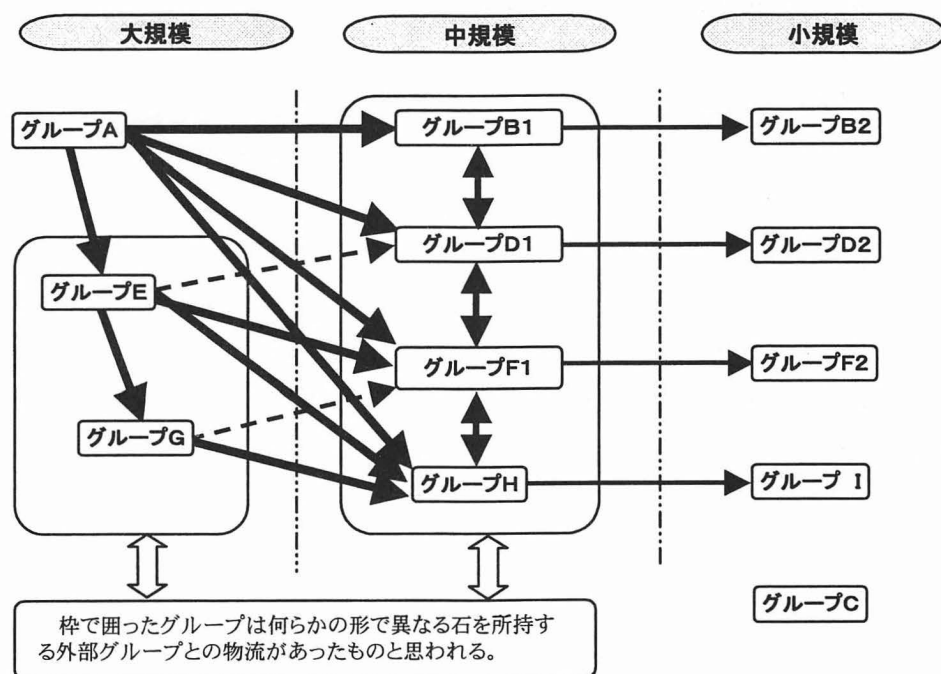 大規模
中規模
小規模
グループA
グループB1
グループB2
グループD1
グループD2
グループE
グループF1
グループF2
グループG
グループH
グループ I
グループC
枠で囲ったグループは何らかの形で異なる石を所持す
る外部グループとの物流があったものと思われる。